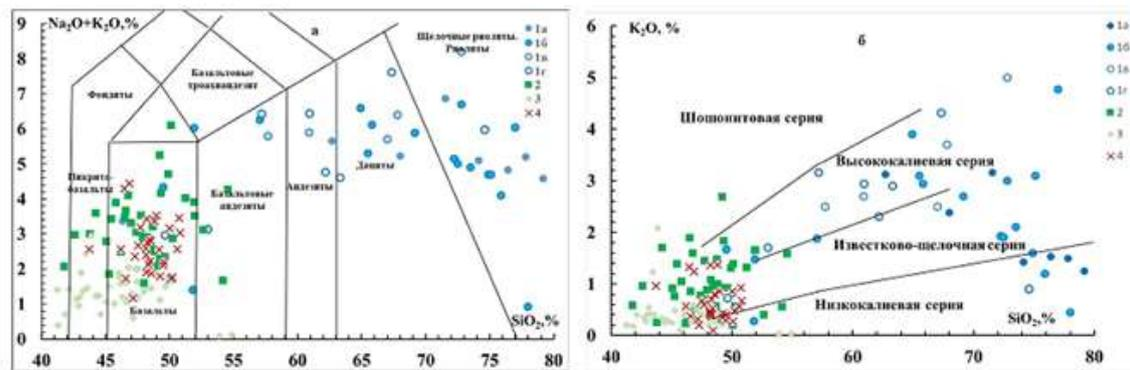 Na₂O+K₂O, %
а
9
8
7
6
5
4
3
2
1
0
40 45 50 55 60 65 70 75 80
SiO₂,%
Щелочные риолиты.
Риолиты
Базальтовые
Фоидиты
Пикрито-
базальты
Базальтовые
андезиты
Андезиты
Дациты
Базальты
1а
1б
1в
1г
2
3
4
K₂O, %
б
6
5
4
3
2
1
0
40 50 60 70 80
SiO₂,%
Шошонитовая серия
Высококалиевая серия
Известково-щелочная серия
Низкокалиевая серия
1а
1б
1в
1г
2
3
4